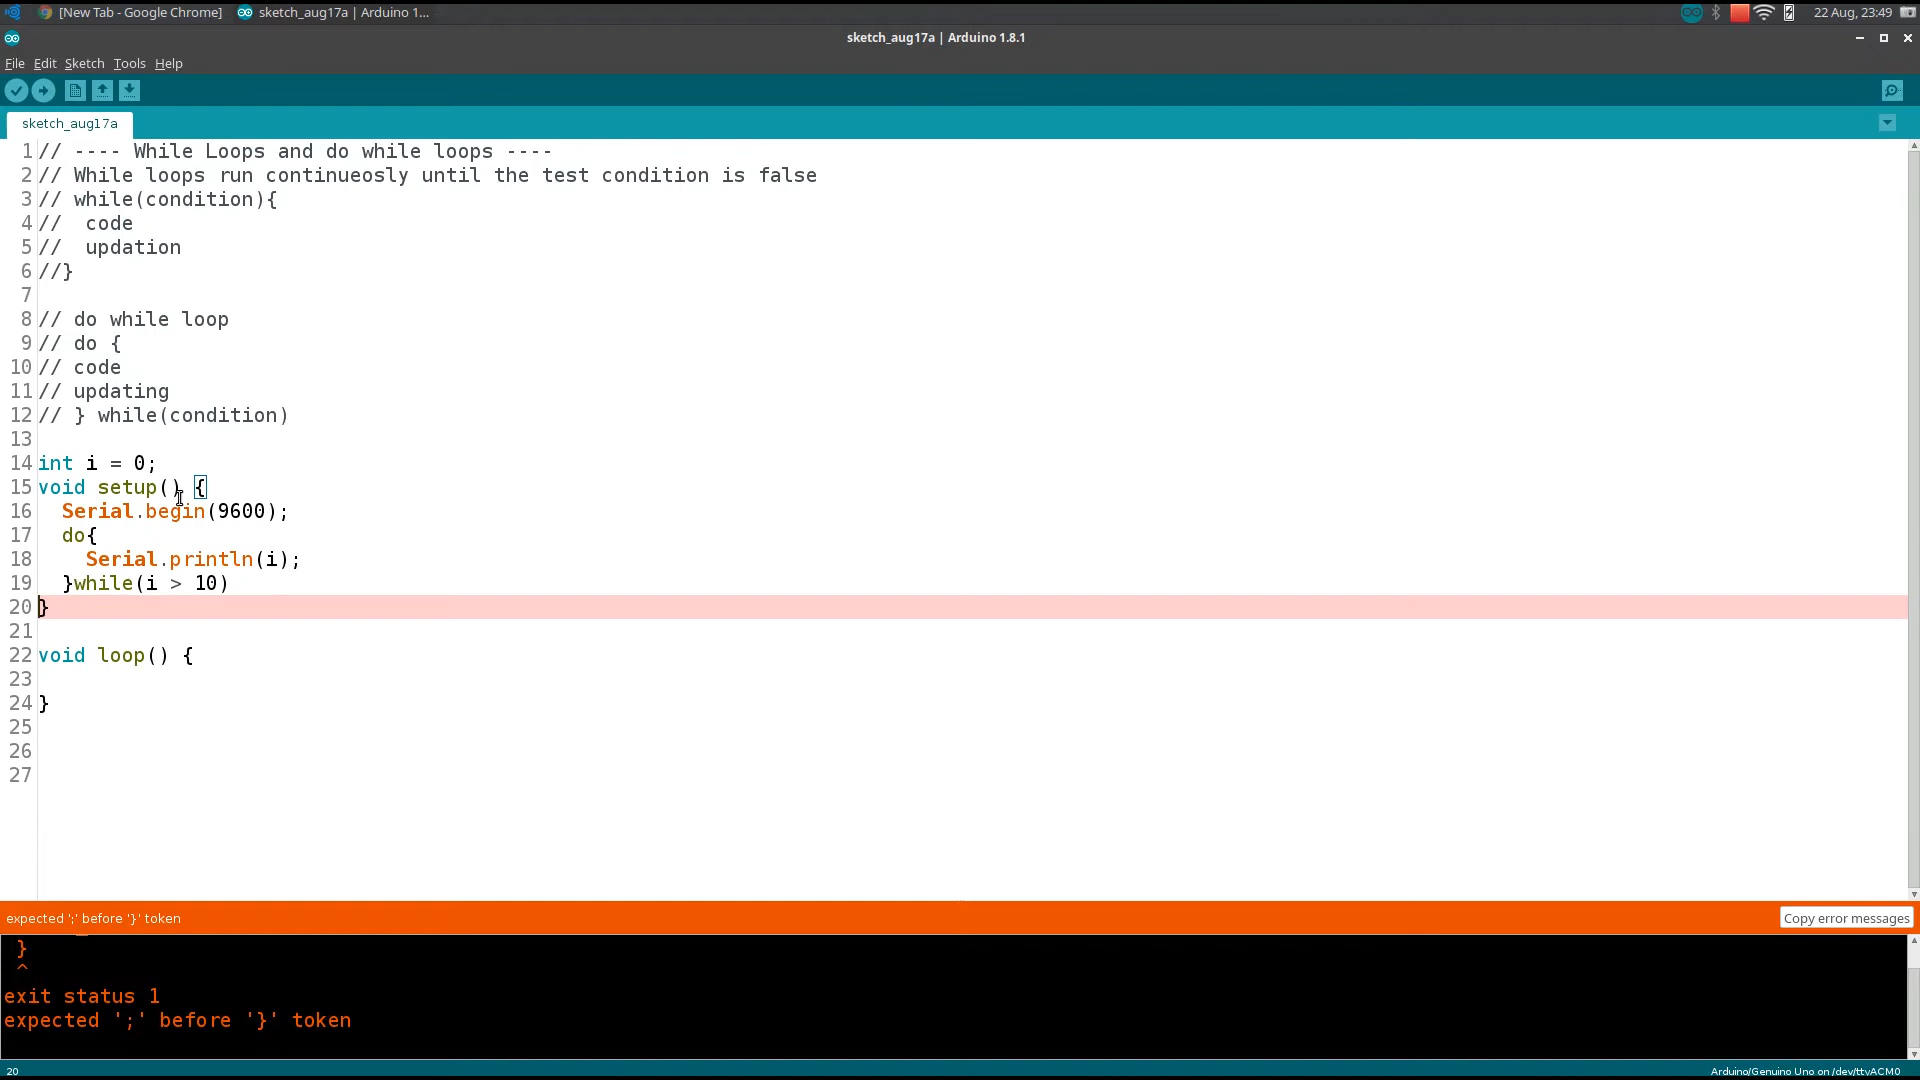 [New Tab - Google Chrome] sketch_aug17a | Arduino 1... 22 Aug, 23:49
sketch_aug17a | Arduino 1.8.1
File Edit Sketch Tools Help
sketch_aug17a
1 // ---- While Loops and do while loops ----
2 // While loops run continueosly until the test condition is false
3 // while(condition){
4 //  code
5 //  updation
6 //}
7
8 // do while loop
9 // do {
10 // code
11 // updating
12 // } while(condition)
13
14 int i = 0;
15 void setup() {
16   Serial.begin(9600);
17   do{
18     Serial.println(i);
19   }while(i > 10)
20 }
21
22 void loop() {
23
24 }
25
26
27
expected ';' before '}' token Copy error messages
}
^
exit status 1
expected ';' before '}' token
20 Arduino/Genuino Uno on /dev/ttyACM0